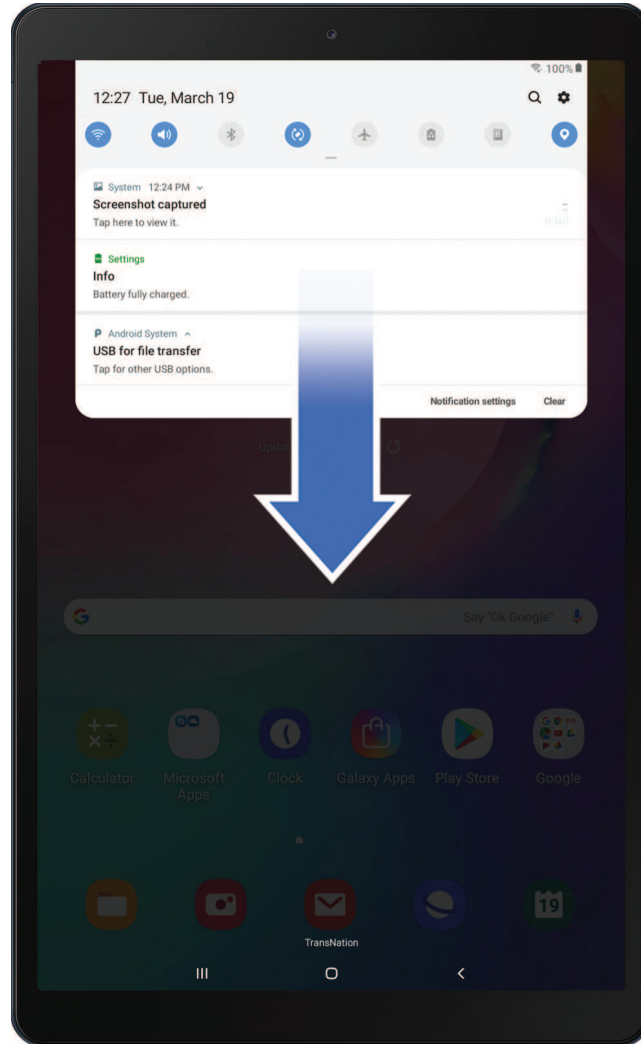 100%
12:27 Tue, March 19
System 12:24 PM
Screenshot captured
Tap here to view it.
Settings
Info
Battery fully charged.
Android System
USB for file transfer
Tap for other USB options.
Notification settings Clear
Say "Ok Google"
Calculator Microsoft Apps Clock Galaxy Apps Play Store Google
19
TransNation